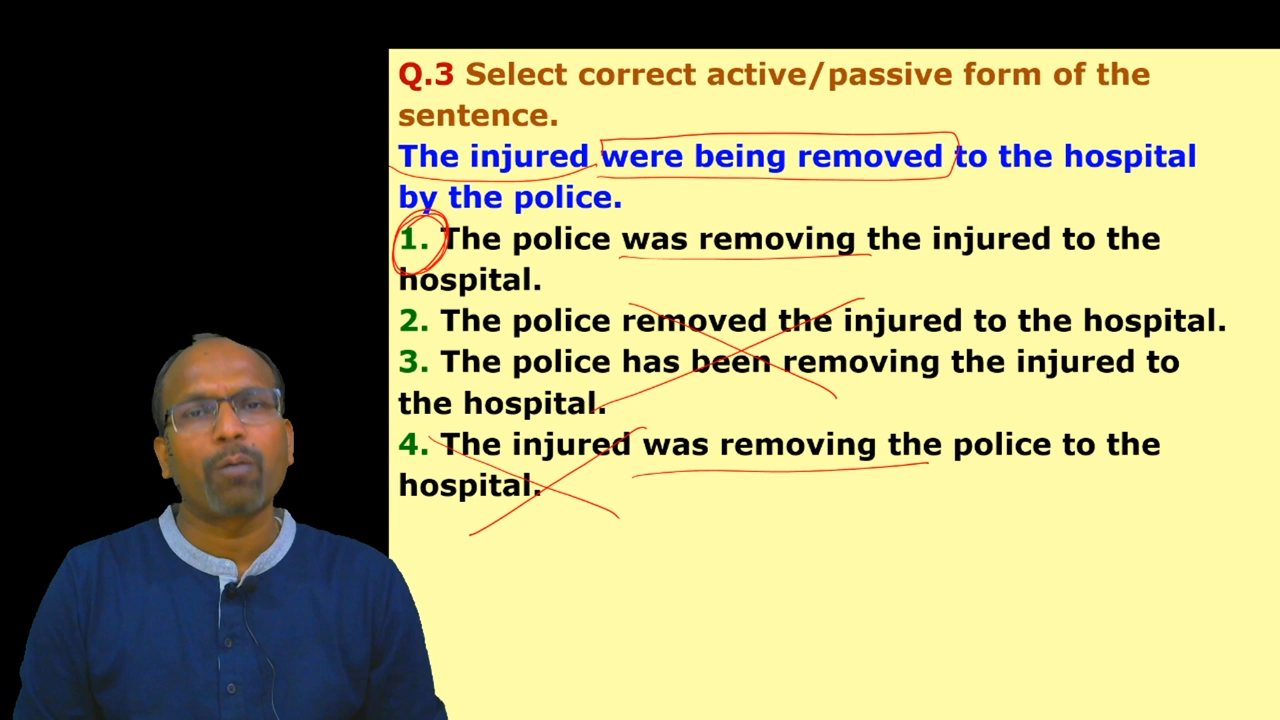 Q.3 Select correct active/passive form of the
sentence.
The injured were being removed to the hospital
by the police.
1. The police was removing the injured to the
hospital.
2. The police removed the injured to the hospital.
3. The police has been removing the injured to
the hospital.
4. The injured was removing the police to the
hospital.